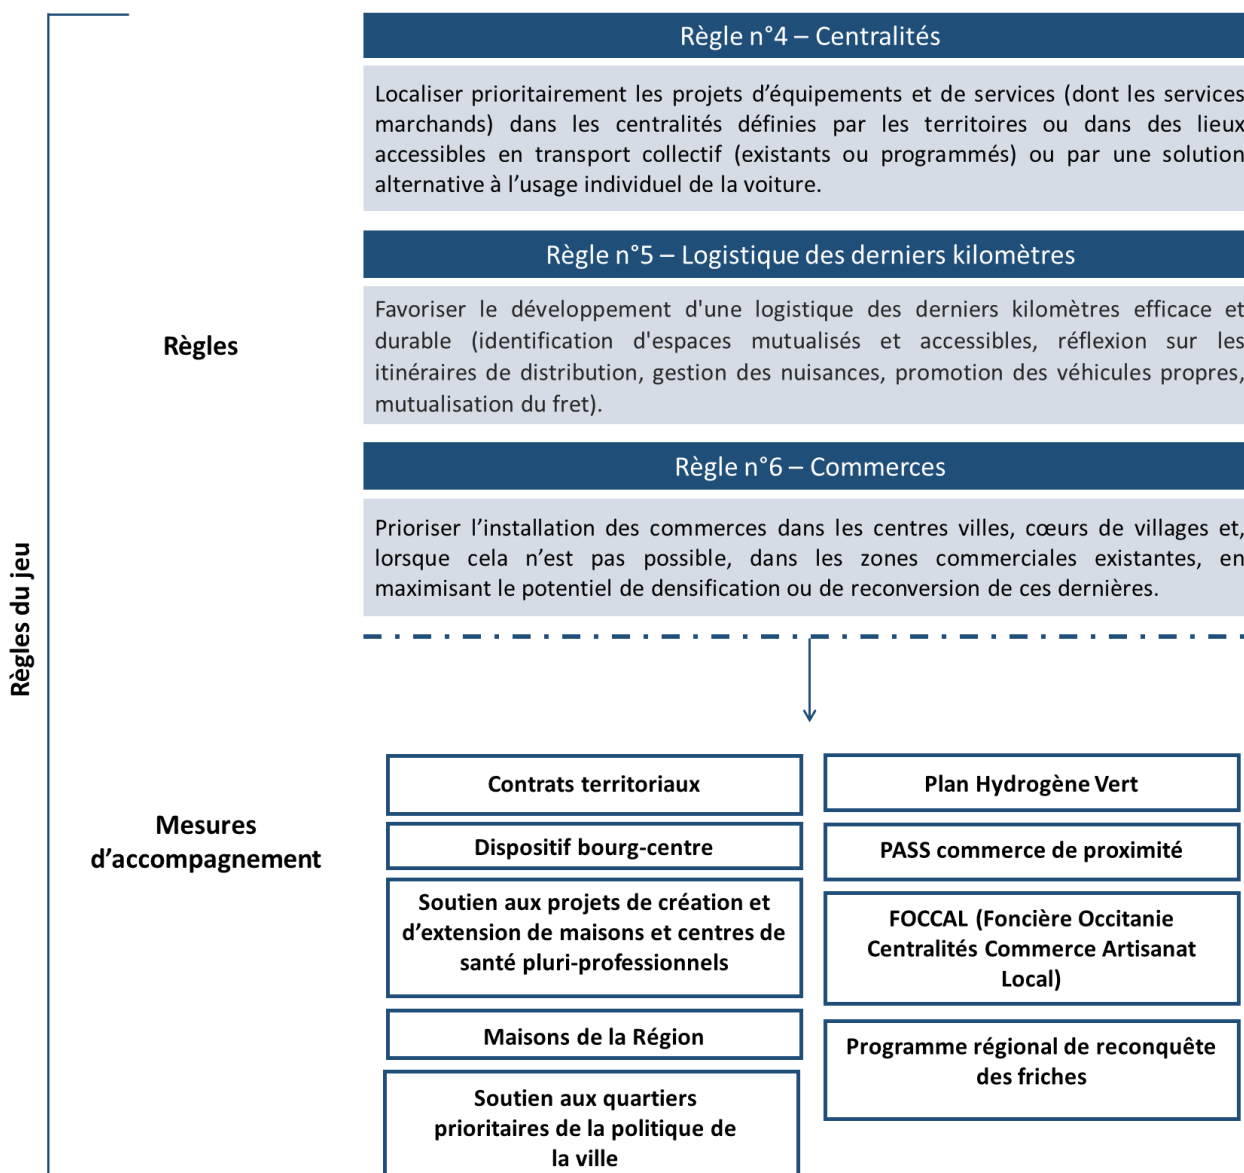 Règles du jeu
Règles
Règle n°4 – Centralités
Localiser prioritairement les projets d’équipements et de services (dont les services
marchands) dans les centralités définies par les territoires ou dans des lieux
accessibles en transport collectif (existants ou programmés) ou par une solution
alternative à l’usage individuel de la voiture.
Règle n°5 – Logistique des derniers kilomètres
Favoriser le développement d'une logistique des derniers kilomètres efficace et
durable (identification d'espaces mutualisés et accessibles, réflexion sur les
itinéraires de distribution, gestion des nuisances, promotion des véhicules propres,
mutualisation du fret).
Règle n°6 – Commerces
Prioriser l’installation des commerces dans les centres villes, cœurs de villages et,
lorsque cela n’est pas possible, dans les zones commerciales existantes, en
maximisant le potentiel de densification ou de reconversion de ces dernières.
Mesures
d’accompagnement
Contrats territoriaux
Dispositif bourg-centre
Soutien aux projets de création et
d’extension de maisons et centres de
santé pluri-professionnels
Maisons de la Région
Soutien aux quartiers
prioritaires de la politique de
la ville
Plan Hydrogène Vert
PASS commerce de proximité
FOCCAL (Foncière Occitanie
Centralités Commerce Artisanat
Local)
Programme régional de reconquête
des friches